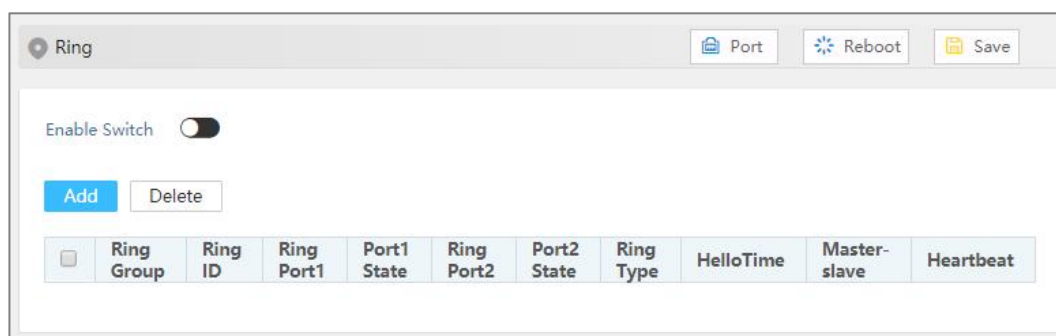 Ring Port Reboot Save
Enable Switch
Add Delete
Ring Group Ring ID Ring Port1 Port1 State Ring Port2 Port2 State Ring Type HelloTime Master-slave Heartbeat